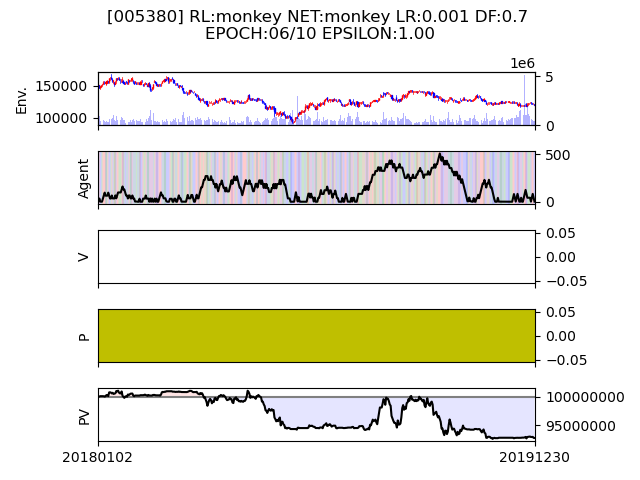 [005380] RL:monkey NET:monkey LR:0.001 DF:0.7
EPOCH:06/10 EPSILON:1.00
1e6
Env.
150000
100000
5
0
Agent
500
0
V
0.05
0.00
−0.05
P
0.05
0.00
−0.05
PV
100000000
95000000
20180102
20191230